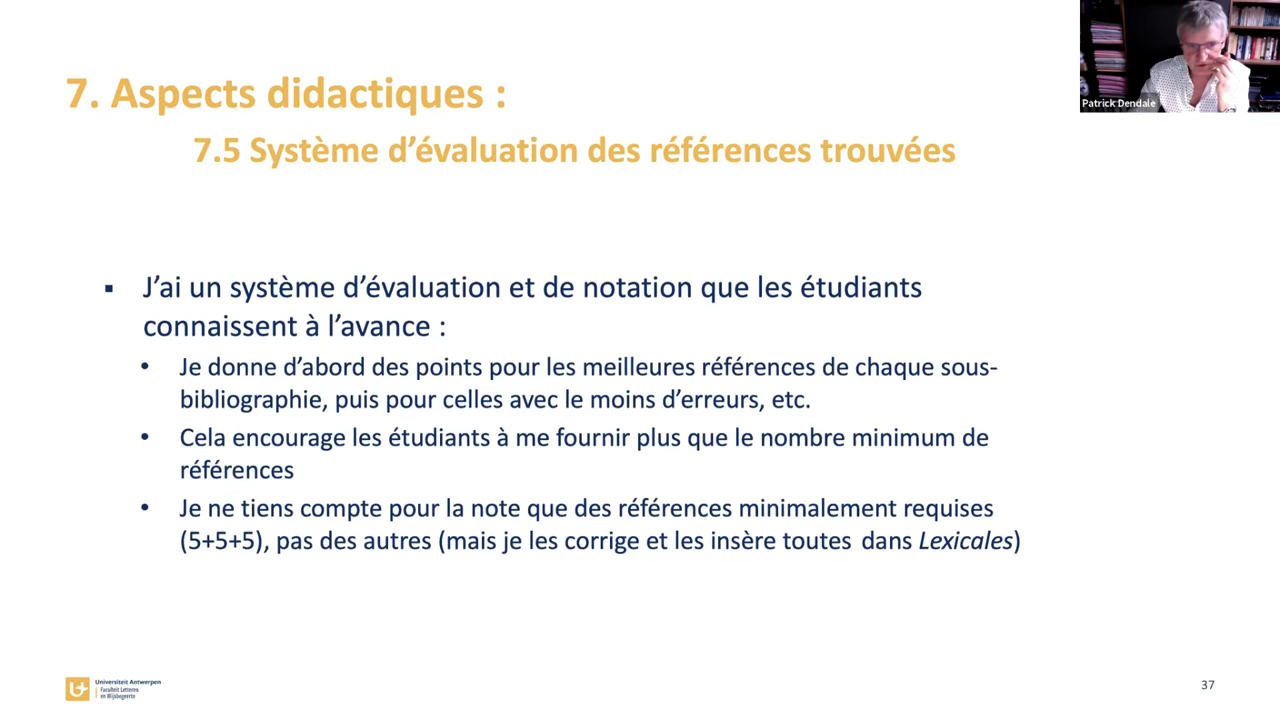 Patrick Dendale
7. Aspects didactiques :
7.5 Système d’évaluation des références trouvées
▪ J’ai un système d’évaluation et de notation que les étudiants
connaissent à l’avance :
• Je donne d’abord des points pour les meilleures références de chaque sous-
bibliographie, puis pour celles avec le moins d’erreurs, etc.
• Cela encourage les étudiants à me fournir plus que le nombre minimum de
références
• Je ne tiens compte pour la note que des références minimalement requises
(5+5+5), pas des autres (mais je les corrige et les insère toutes dans Lexicales)
Universiteit Antwerpen
Faculteit Letteren
en Wijsbegeerte
37